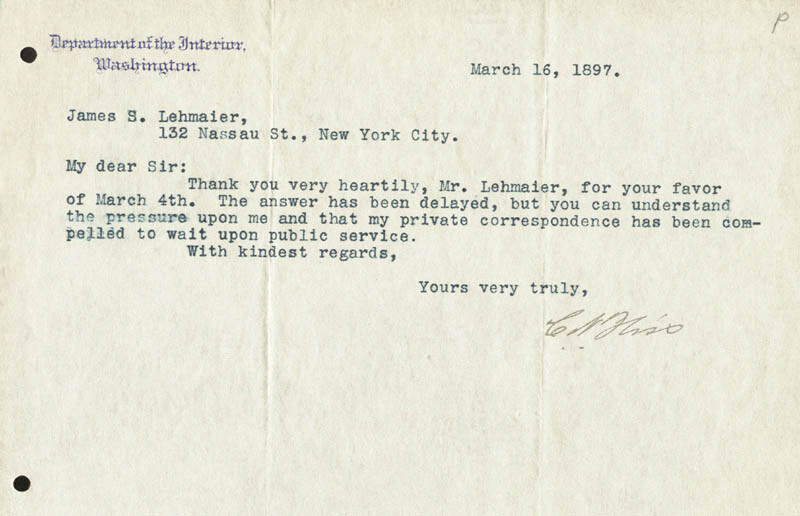 P
Department of the Interior,
Washington.
March 16, 1897.
James S. Lehmaier,
132 Nassau St., New York City.
My dear Sir:
Thank you very heartily, Mr. Lehmaier, for your favor
of March 4th. The answer has been delayed, but you can understand
the pressure upon me and that my private correspondence has been com-
pelled to wait upon public service.
With kindest regards,
Yours very truly,
C N Bliss